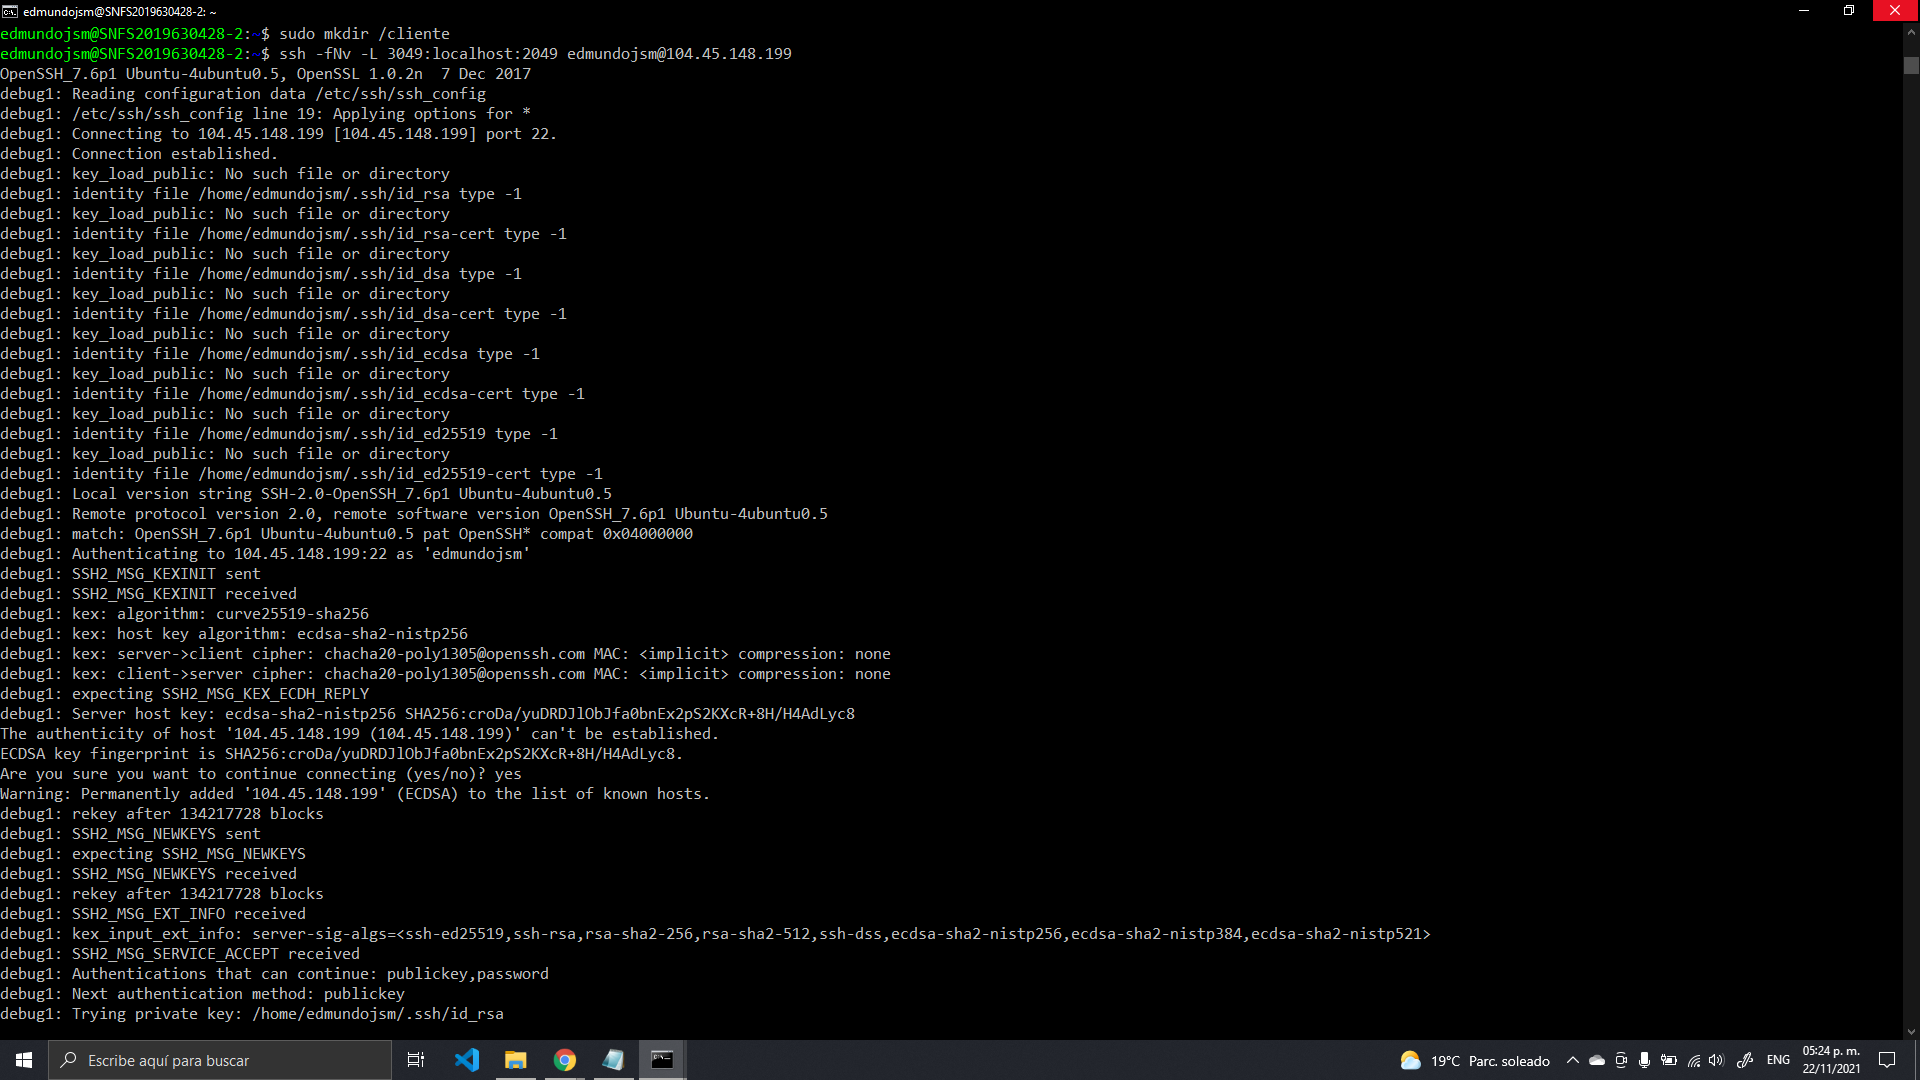 edmundojsm@SNFS2019630428-2: ~
edmundojsm@SNFS2019630428-2:~$ sudo mkdir /cliente
edmundojsm@SNFS2019630428-2:~$ ssh -fNv -L 3049:localhost:2049 edmundojsm@104.45.148.199
OpenSSH_7.6p1 Ubuntu-4ubuntu0.5, OpenSSL 1.0.2n  7 Dec 2017
debug1: Reading configuration data /etc/ssh/ssh_config
debug1: /etc/ssh/ssh_config line 19: Applying options for *
debug1: Connecting to 104.45.148.199 [104.45.148.199] port 22.
debug1: Connection established.
debug1: key_load_public: No such file or directory
debug1: identity file /home/edmundojsm/.ssh/id_rsa type -1
debug1: key_load_public: No such file or directory
debug1: identity file /home/edmundojsm/.ssh/id_rsa-cert type -1
debug1: key_load_public: No such file or directory
debug1: identity file /home/edmundojsm/.ssh/id_dsa type -1
debug1: key_load_public: No such file or directory
debug1: identity file /home/edmundojsm/.ssh/id_dsa-cert type -1
debug1: key_load_public: No such file or directory
debug1: identity file /home/edmundojsm/.ssh/id_ecdsa type -1
debug1: key_load_public: No such file or directory
debug1: identity file /home/edmundojsm/.ssh/id_ecdsa-cert type -1
debug1: key_load_public: No such file or directory
debug1: identity file /home/edmundojsm/.ssh/id_ed25519 type -1
debug1: key_load_public: No such file or directory
debug1: identity file /home/edmundojsm/.ssh/id_ed25519-cert type -1
debug1: Local version string SSH-2.0-OpenSSH_7.6p1 Ubuntu-4ubuntu0.5
debug1: Remote protocol version 2.0, remote software version OpenSSH_7.6p1 Ubuntu-4ubuntu0.5
debug1: match: OpenSSH_7.6p1 Ubuntu-4ubuntu0.5 pat OpenSSH* compat 0x04000000
debug1: Authenticating to 104.45.148.199:22 as 'edmundojsm'
debug1: SSH2_MSG_KEXINIT sent
debug1: SSH2_MSG_KEXINIT received
debug1: kex: algorithm: curve25519-sha256
debug1: kex: host key algorithm: ecdsa-sha2-nistp256
debug1: kex: server->client cipher: chacha20-poly1305@openssh.com MAC: <implicit> compression: none
debug1: kex: client->server cipher: chacha20-poly1305@openssh.com MAC: <implicit> compression: none
debug1: expecting SSH2_MSG_KEX_ECDH_REPLY
debug1: Server host key: ecdsa-sha2-nistp256 SHA256:croDa/yuDRDJlObJfa0bnEx2pS2KXcR+8H/H4AdLyc8
The authenticity of host '104.45.148.199 (104.45.148.199)' can't be established.
ECDSA key fingerprint is SHA256:croDa/yuDRDJlObJfa0bnEx2pS2KXcR+8H/H4AdLyc8.
Are you sure you want to continue connecting (yes/no)? yes
Warning: Permanently added '104.45.148.199' (ECDSA) to the list of known hosts.
debug1: rekey after 134217728 blocks
debug1: SSH2_MSG_NEWKEYS sent
debug1: expecting SSH2_MSG_NEWKEYS
debug1: SSH2_MSG_NEWKEYS received
debug1: rekey after 134217728 blocks
debug1: SSH2_MSG_EXT_INFO received
debug1: kex_input_ext_info: server-sig-algs=<ssh-ed25519,ssh-rsa,rsa-sha2-256,rsa-sha2-512,ssh-dss,ecdsa-sha2-nistp256,ecdsa-sha2-nistp384,ecdsa-sha2-nistp521>
debug1: SSH2_MSG_SERVICE_ACCEPT received
debug1: Authentications that can continue: publickey,password
debug1: Next authentication method: publickey
debug1: Trying private key: /home/edmundojsm/.ssh/id_rsa
Escribe aquí para buscar
19°C Parc. soleado
ENG
05:24 p. m.
22/11/2021